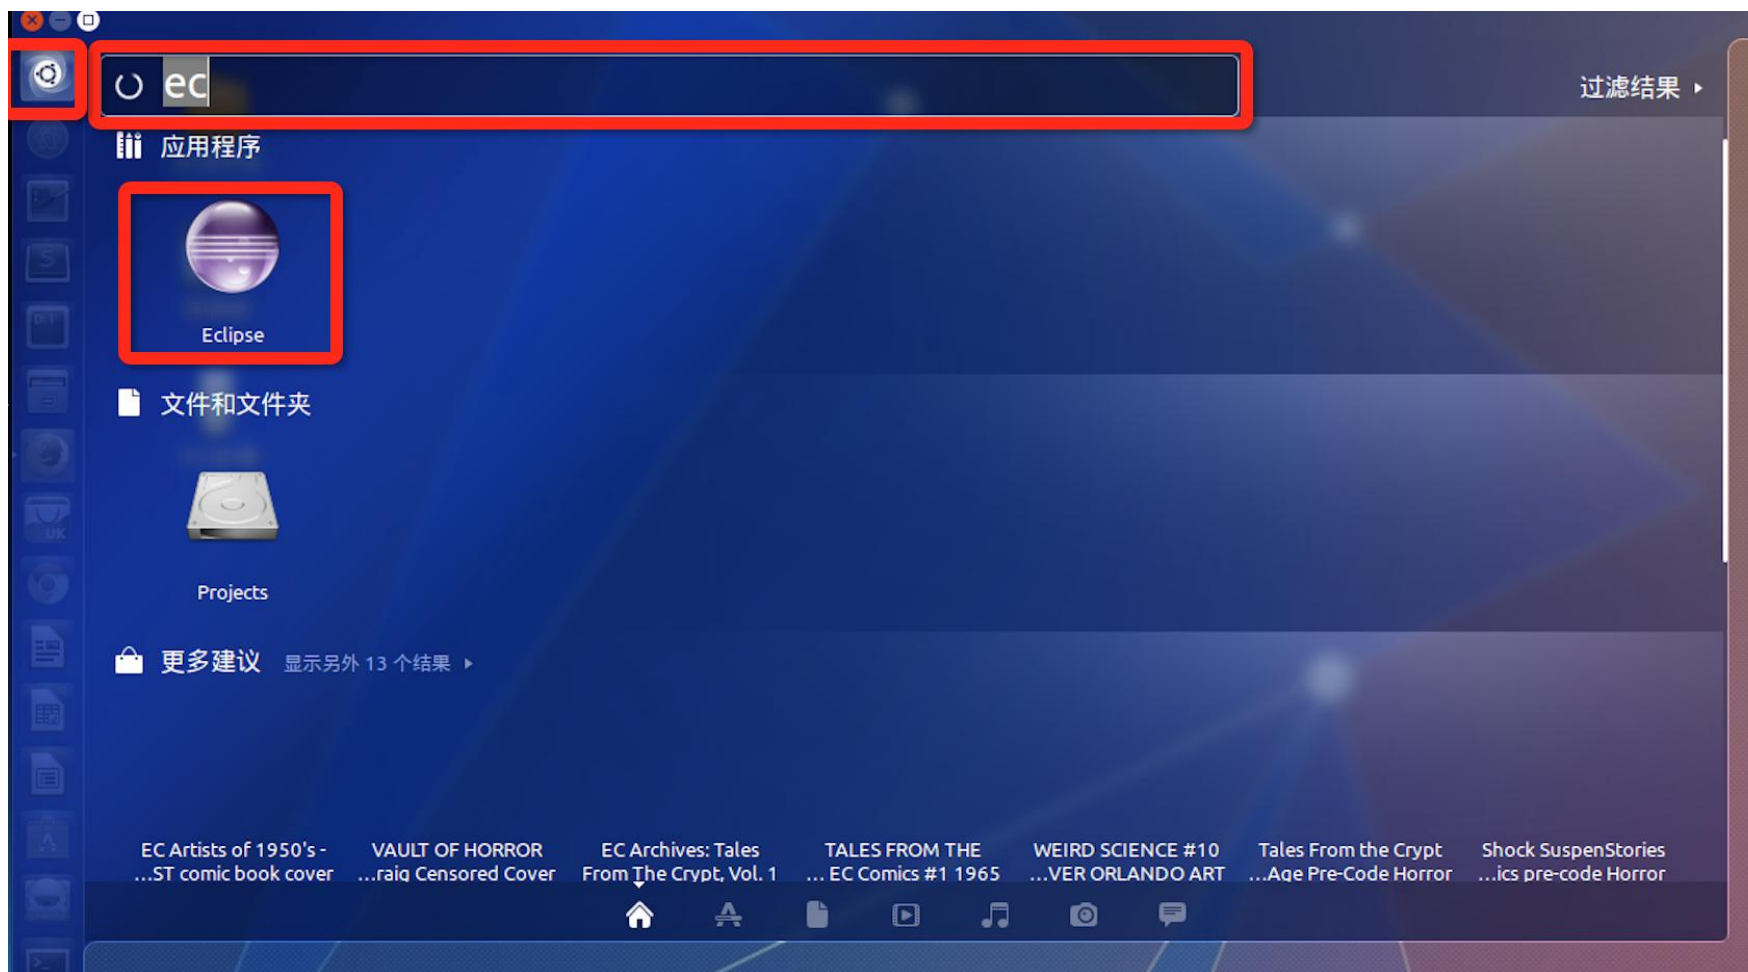 ec
过滤结果
应用程序
Eclipse
文件和文件夹
Projects
更多建议 显示另外 13 个结果
EC Artists of 1950's -
...ST comic book cover
VAULT OF HORROR
...raig Censored Cover
EC Archives: Tales
From The Crypt, Vol. 1
TALES FROM THE
... EC Comics #1 1965
WEIRD SCIENCE #10
...VER ORLANDO ART
Tales From the Crypt
...Age Pre-Code Horror
Shock SuspenStories
...ics pre-code Horror